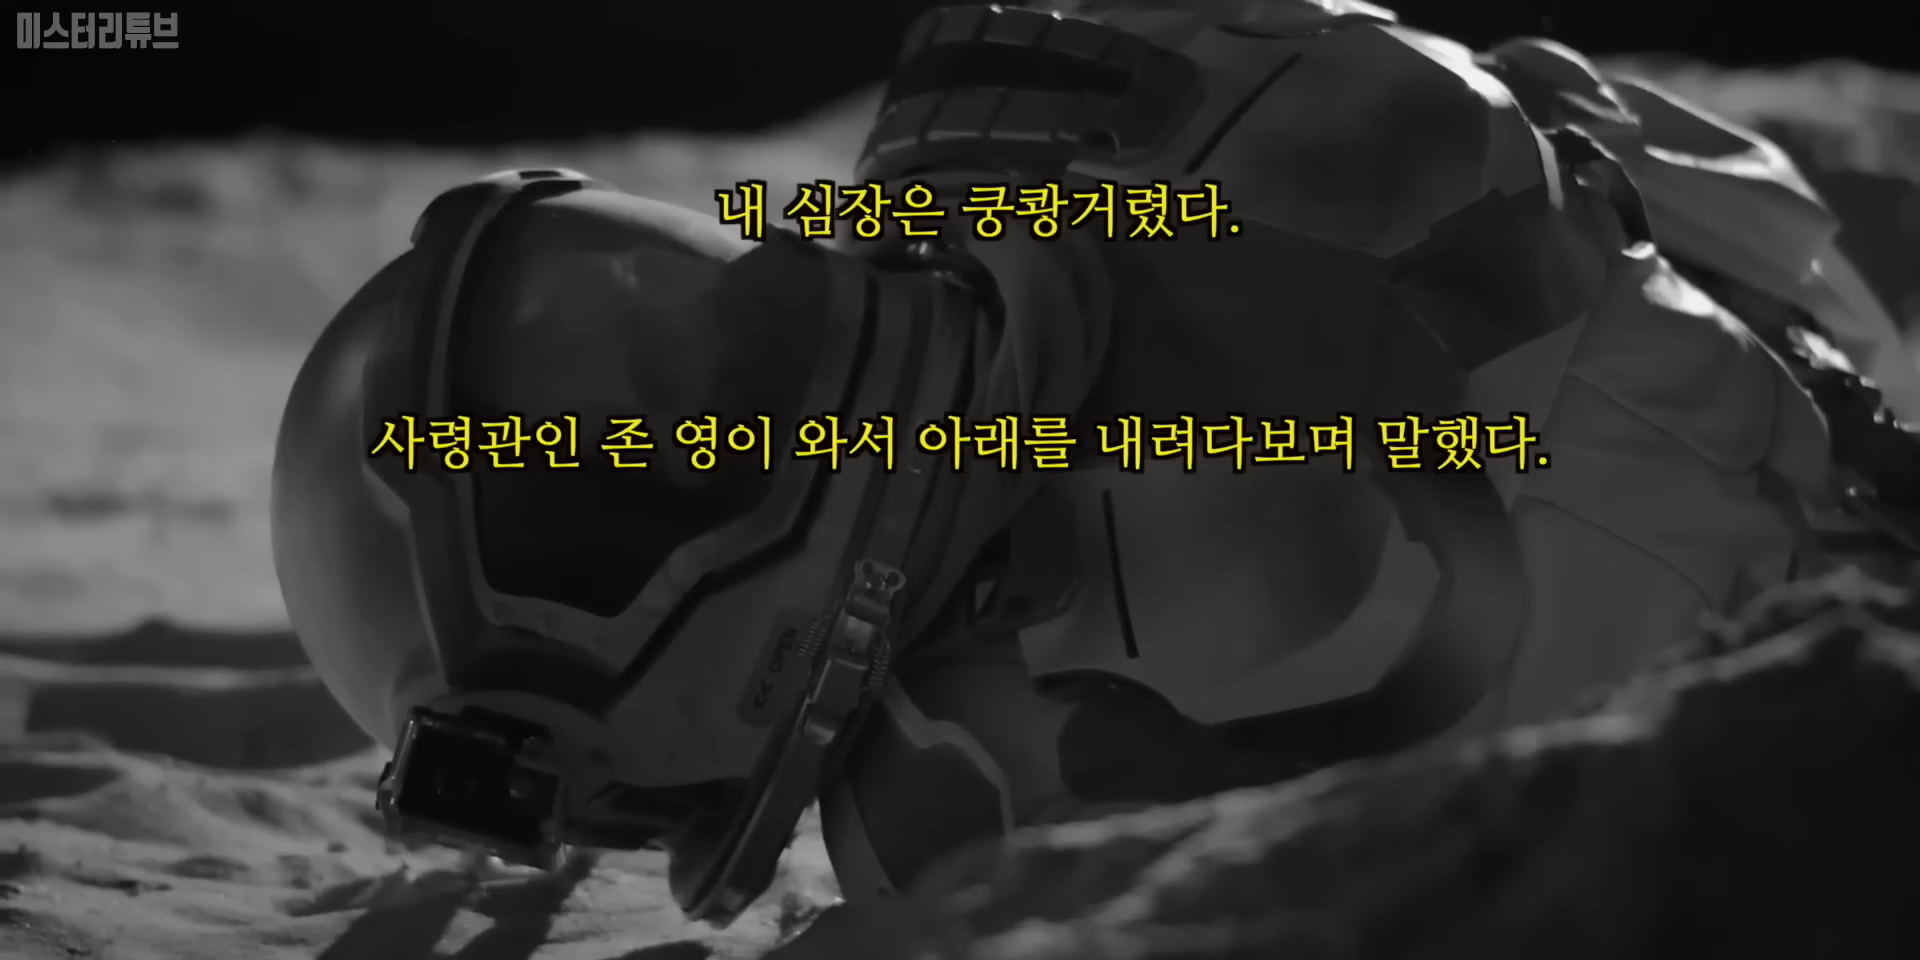 미스터리튜브
내 심장은 쿵쾅거렸다.
사령관인 존 영이 와서 아래를 내려다보며 말했다.
<< OPEN